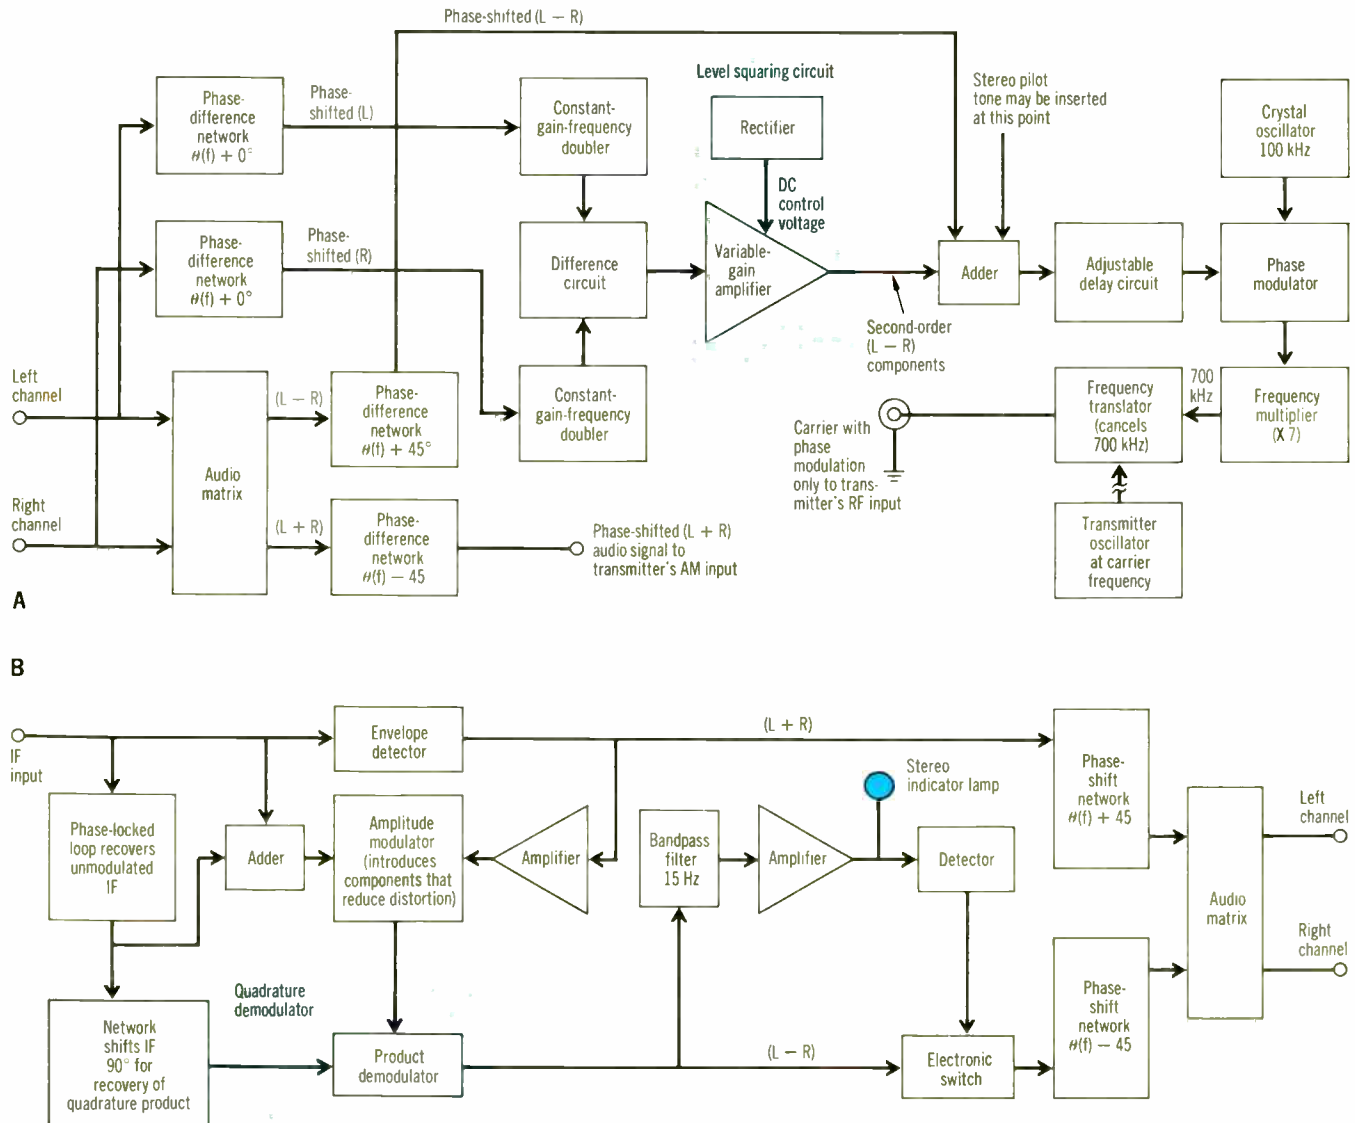 Phase-shifted (L − R)
Phase-
difference
network
θ(f) + 0°
Phase-
shifted (L)
Constant-
gain-frequency
doubler
Level squaring circuit
Rectifier
DC
control
voltage
Stereo pilot
tone may be inserted
at this point
Crystal
oscillator
100 kHz
Phase-
difference
network
θ(f) + 0°
Phase-
shifted (R)
Difference
circuit
Variable-
gain
amplifier
Adder
Adjustable
delay circuit
Phase
modulator
Second-order
(L − R)
components
Left
channel
(L − R)
Phase-
difference
network
θ(f) + 45°
Constant-
gain-frequency
doubler
Carrier with
phase
modulation
only to trans-
mitter's RF input
Frequency
translator
(cancels
700 kHz)
700
kHz
Frequency
multiplier
(X 7)
Audio
matrix
Right
channel
(L + R)
Phase-
difference
network
θ(f) − 45
Phase-shifted (L + R)
audio signal to
transmitter's AM input
Transmitter
oscillator
at carrier
frequency
A
B
IF
input
Envelope
detector
(L + R)
Stereo
indicator lamp
Phase-
shift
network
θ(f) + 45
Phase-locked
loop recovers
unmodulated
IF
Adder
Amplitude
modulator
(introduces
components that
reduce distortion)
Amplifier
Bandpass
filter
15 Hz
Amplifier
Detector
Left
channel
Audio
matrix
Right
channel
Quadrature
demodulator
Network
shifts IF
90° for
recovery of
quadrature product
Product
demodulator
(L − R)
Electronic
switch
Phase-
shift
network
θ(f) − 45